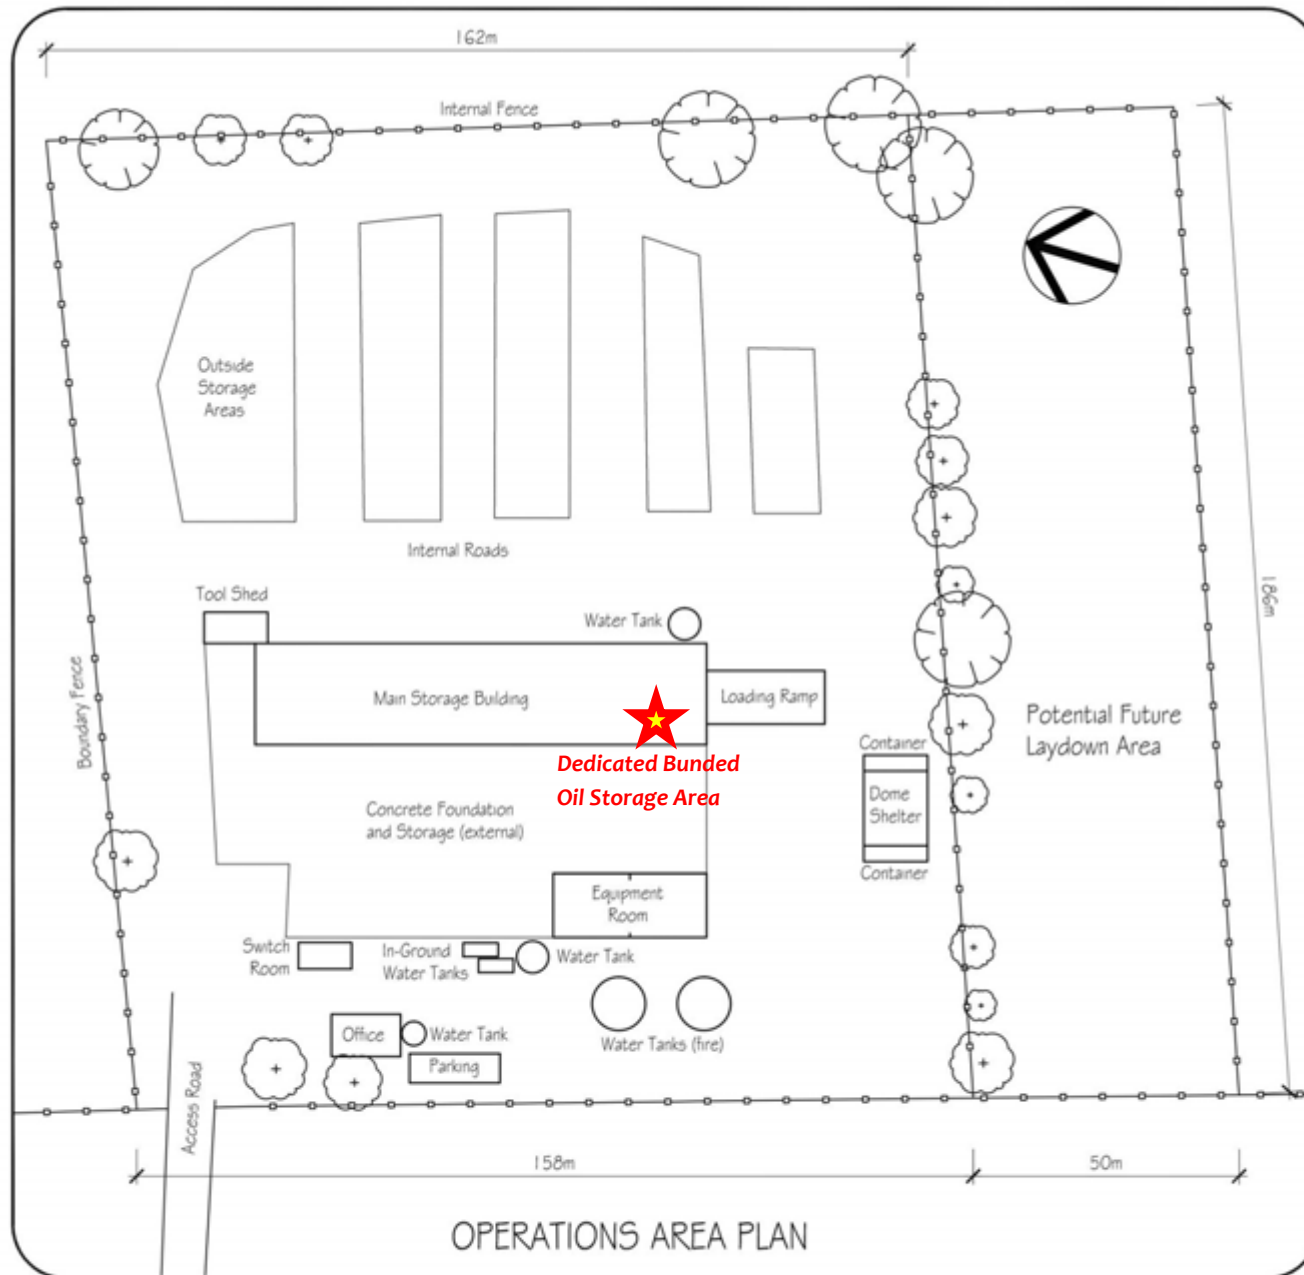 162m
Internal Fence
Outside
Storage
Areas
Internal Roads
186m
Tool Shed
Water Tank
Boundary Fence
Main Storage Building
Loading Ramp
Potential Future
Laydown Area
Container
Dedicated Bunded
Oil Storage Area
Dome
Shelter
Concrete Foundation
and Storage (external)
Container
Equipment
Room
Switch
Room
In-Ground
Water Tanks
Water Tank
Office
Water Tank
Water Tanks (fire)
Parking
Access Road
158m
50m
OPERATIONS AREA PLAN